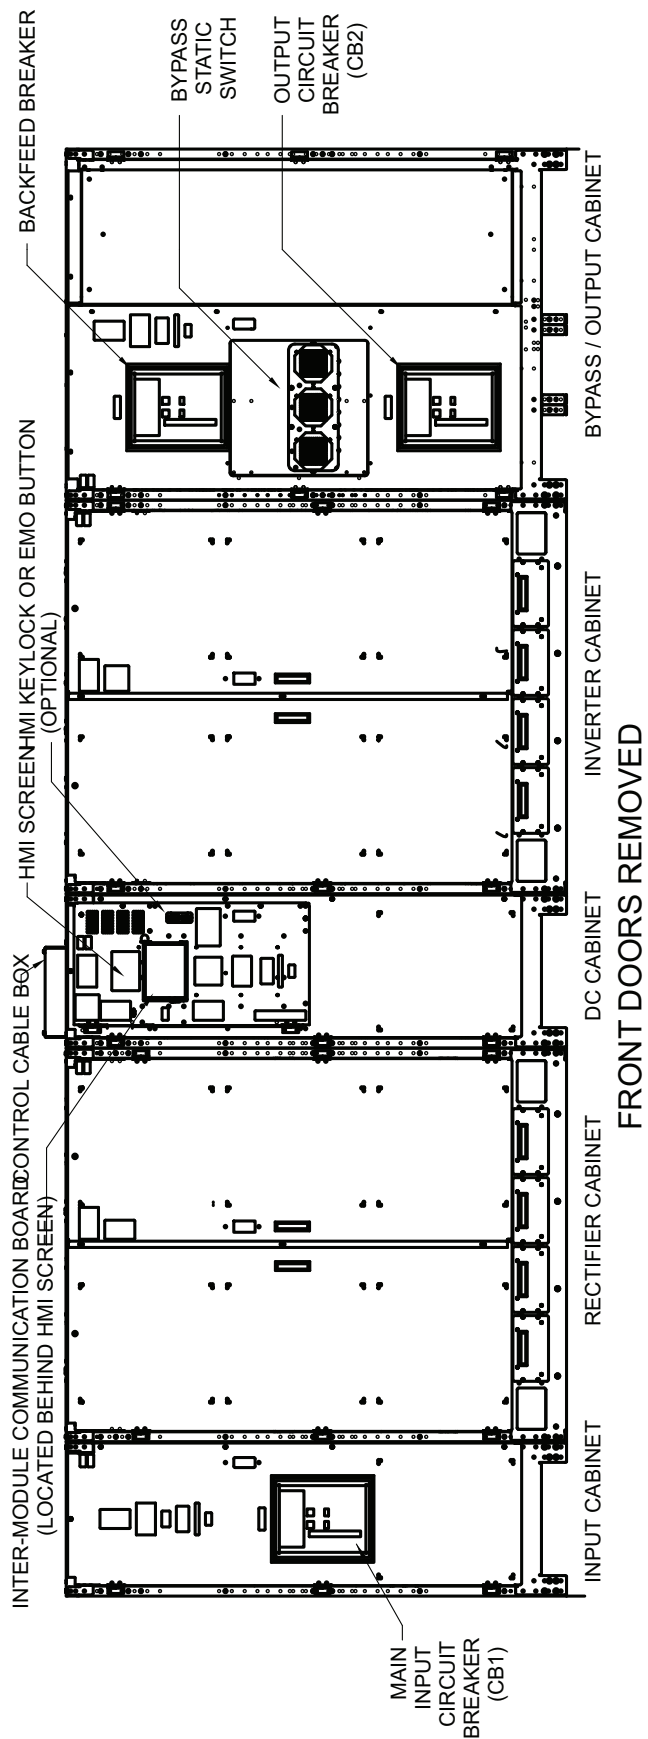 INTER-MODULE COMMUNICATION BOARD
(LOCATED BEHIND HMI SCREEN)
CONTROL CABLE BOX
HMI SCREEN
HMI KEYLOCK OR EMO BUTTON
(OPTIONAL)
BACKFEED BREAKER
BYPASS
STATIC
SWITCH
OUTPUT
CIRCUIT
BREAKER
(CB2)
MAIN
INPUT
CIRCUIT
BREAKER
(CB1)
INPUT CABINET
RECTIFIER CABINET
DC CABINET
INVERTER CABINET
BYPASS / OUTPUT CABINET
FRONT DOORS REMOVED